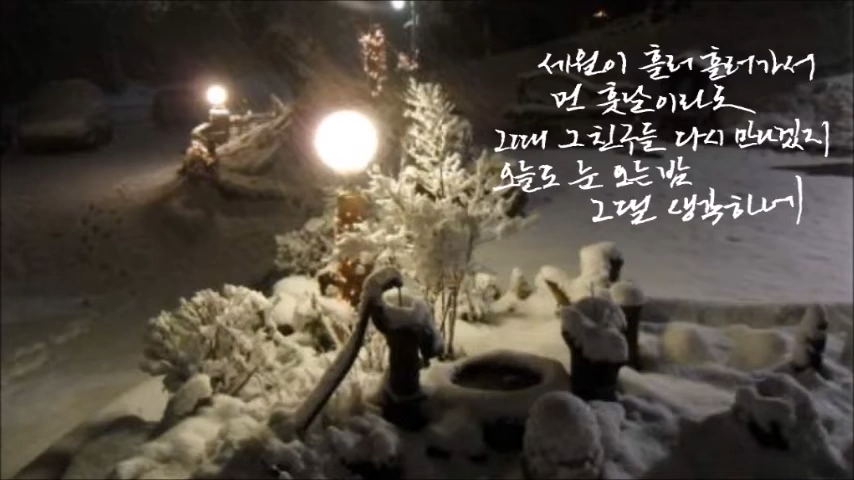 세월이 흘러 흘러가서
먼 훗날이라도
그때 그 친구들 다시 만나겠지
오늘도 눈 오는 밤
그댈 생각하네